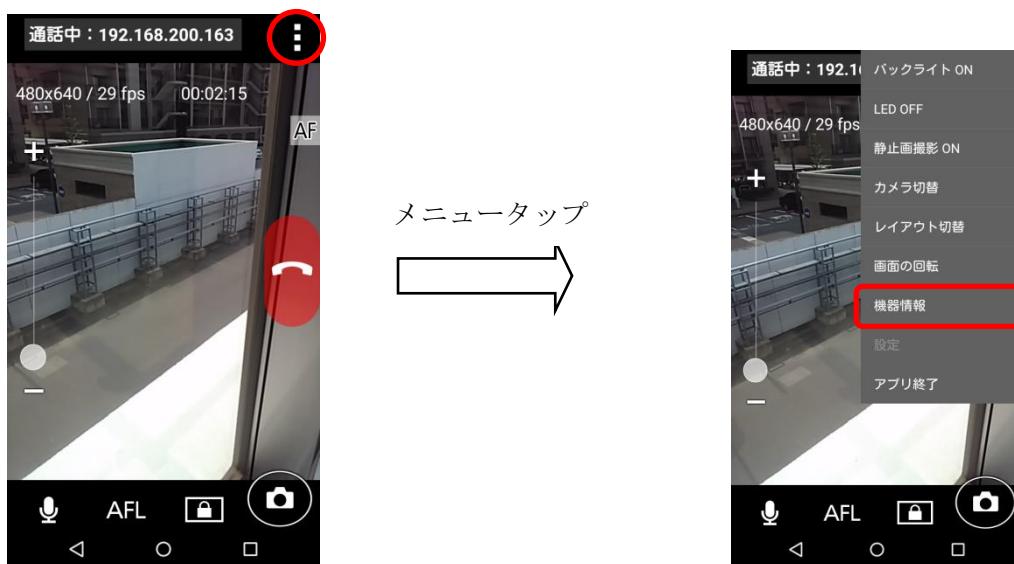 通話中：192.168.200.163
480x640 / 29 fps 00:02:15
AF
AFL
メニュータップ
通話中：192.1
480x640 / 29 fps
バックライト ON
LED OFF
静止画撮影 ON
カメラ切替
レイアウト切替
画面の回転
機器情報
設定
アプリ終了
AFL